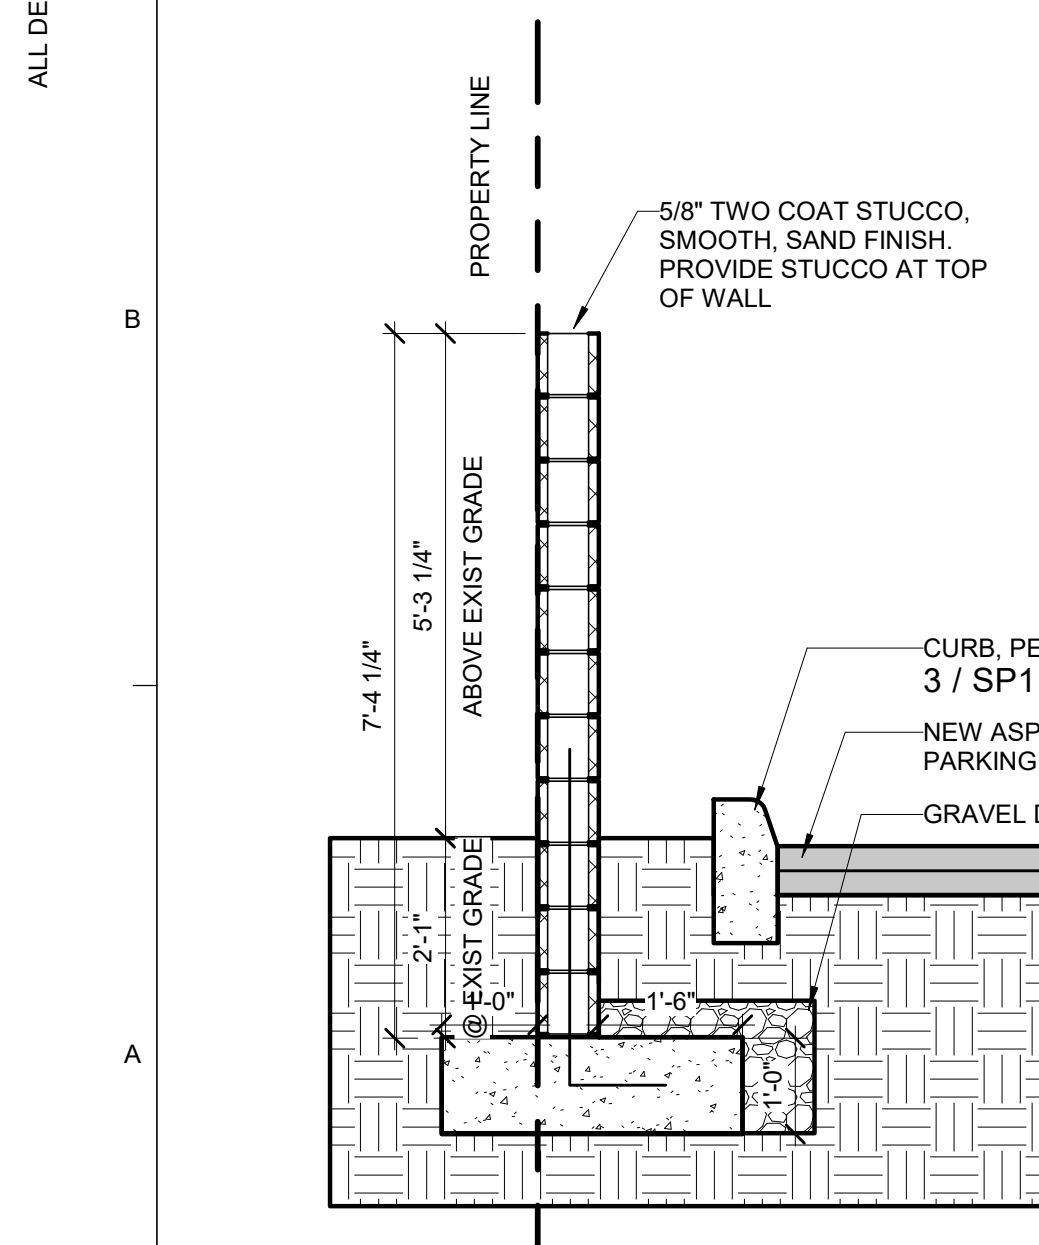 ALL DE
PROPERTY LINE
5/8" TWO COAT STUCCO,
SMOOTH, SAND FINISH.
PROVIDE STUCCO AT TOP
OF WALL
B
ABOVE EXIST GRADE
5'-3 1/4"
7'-4 1/4"
CURB, PE
3 / SP1
NEW ASP
PARKING
GRAVEL D
@ EXIST GRADE
2'-1"
1'-0"
1'-6"
1'-0"
A